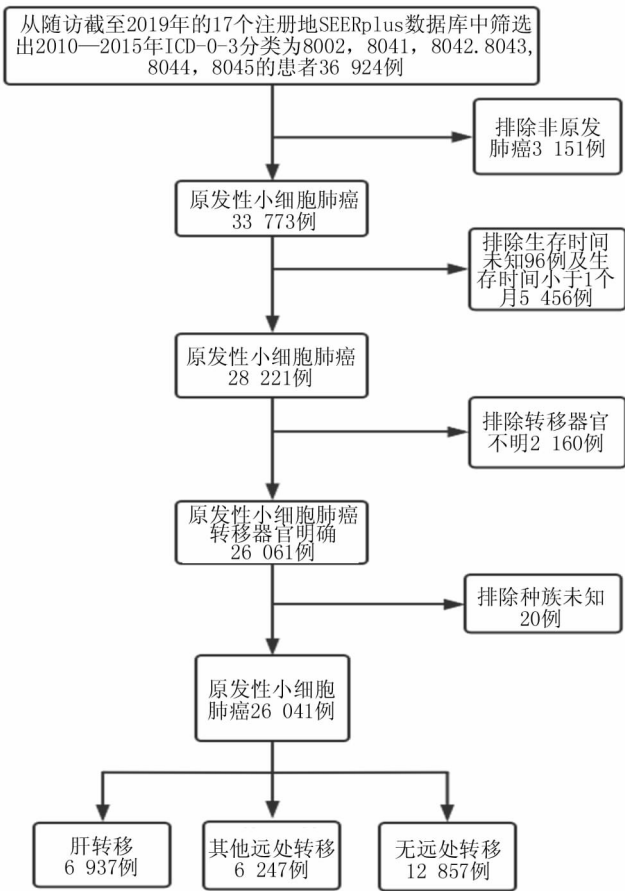 从随访截至2019年的17个注册地SEERplus数据库中筛选
出2010—2015年ICD-0-3分类为8002，8041，8042.8043，
8044，8045的患者36 924例
排除非原发
肺癌3 151例
原发性小细胞肺癌
33 773例
排除生存时间
未知96例及生
存时间小于1个
月5 456例
原发性小细胞肺癌
28 221例
排除转移器官
不明2 160例
原发性小细胞肺癌
转移器官明确
26 061例
排除种族未知
20例
原发性小细胞
肺癌26 041例
肝转移
6 937例
其他远处转移
6 247例
无远处转移
12 857例